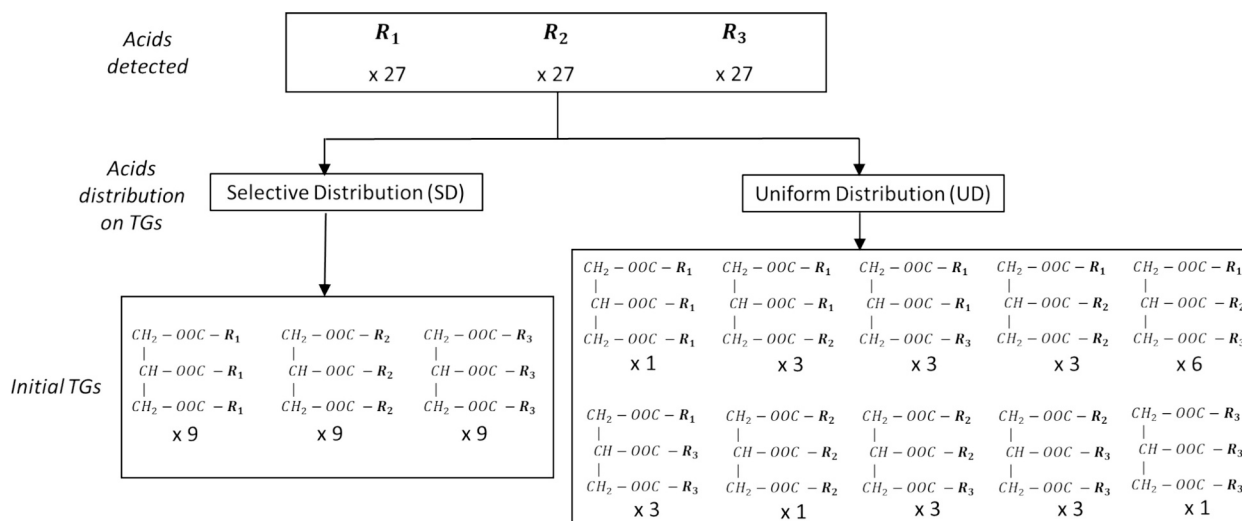 Acids detected
R₁ R₂ R₃
x 27 x 27 x 27
Acids distribution on TGs
Selective Distribution (SD)
Uniform Distribution (UD)
Initial TGs
CH₂ – OOC – R₁ CH₂ – OOC – R₂ CH₂ – OOC – R₃
CH – OOC – R₁ CH – OOC – R₂ CH – OOC – R₃
CH₂ – OOC – R₁ CH₂ – OOC – R₂ CH₂ – OOC – R₃
x 9 x 9 x 9
CH₂ – OOC – R₁ CH₂ – OOC – R₁ CH₂ – OOC – R₁ CH₂ – OOC – R₁ CH₂ – OOC – R₁
CH – OOC – R₁ CH – OOC – R₁ CH – OOC – R₁ CH – OOC – R₂ CH – OOC – R₂
CH₂ – OOC – R₁ CH₂ – OOC – R₂ CH₂ – OOC – R₃ CH₂ – OOC – R₂ CH₂ – OOC – R₃
x 1 x 3 x 3 x 3 x 6
CH₂ – OOC – R₁ CH₂ – OOC – R₂ CH₂ – OOC – R₂ CH₂ – OOC – R₂ CH₂ – OOC – R₃
CH – OOC – R₃ CH – OOC – R₂ CH – OOC – R₂ CH – OOC – R₃ CH – OOC – R₃
CH₂ – OOC – R₃ CH₂ – OOC – R₂ CH₂ – OOC – R₃ CH₂ – OOC – R₃ CH₂ – OOC – R₃
x 3 x 1 x 3 x 3 x 1